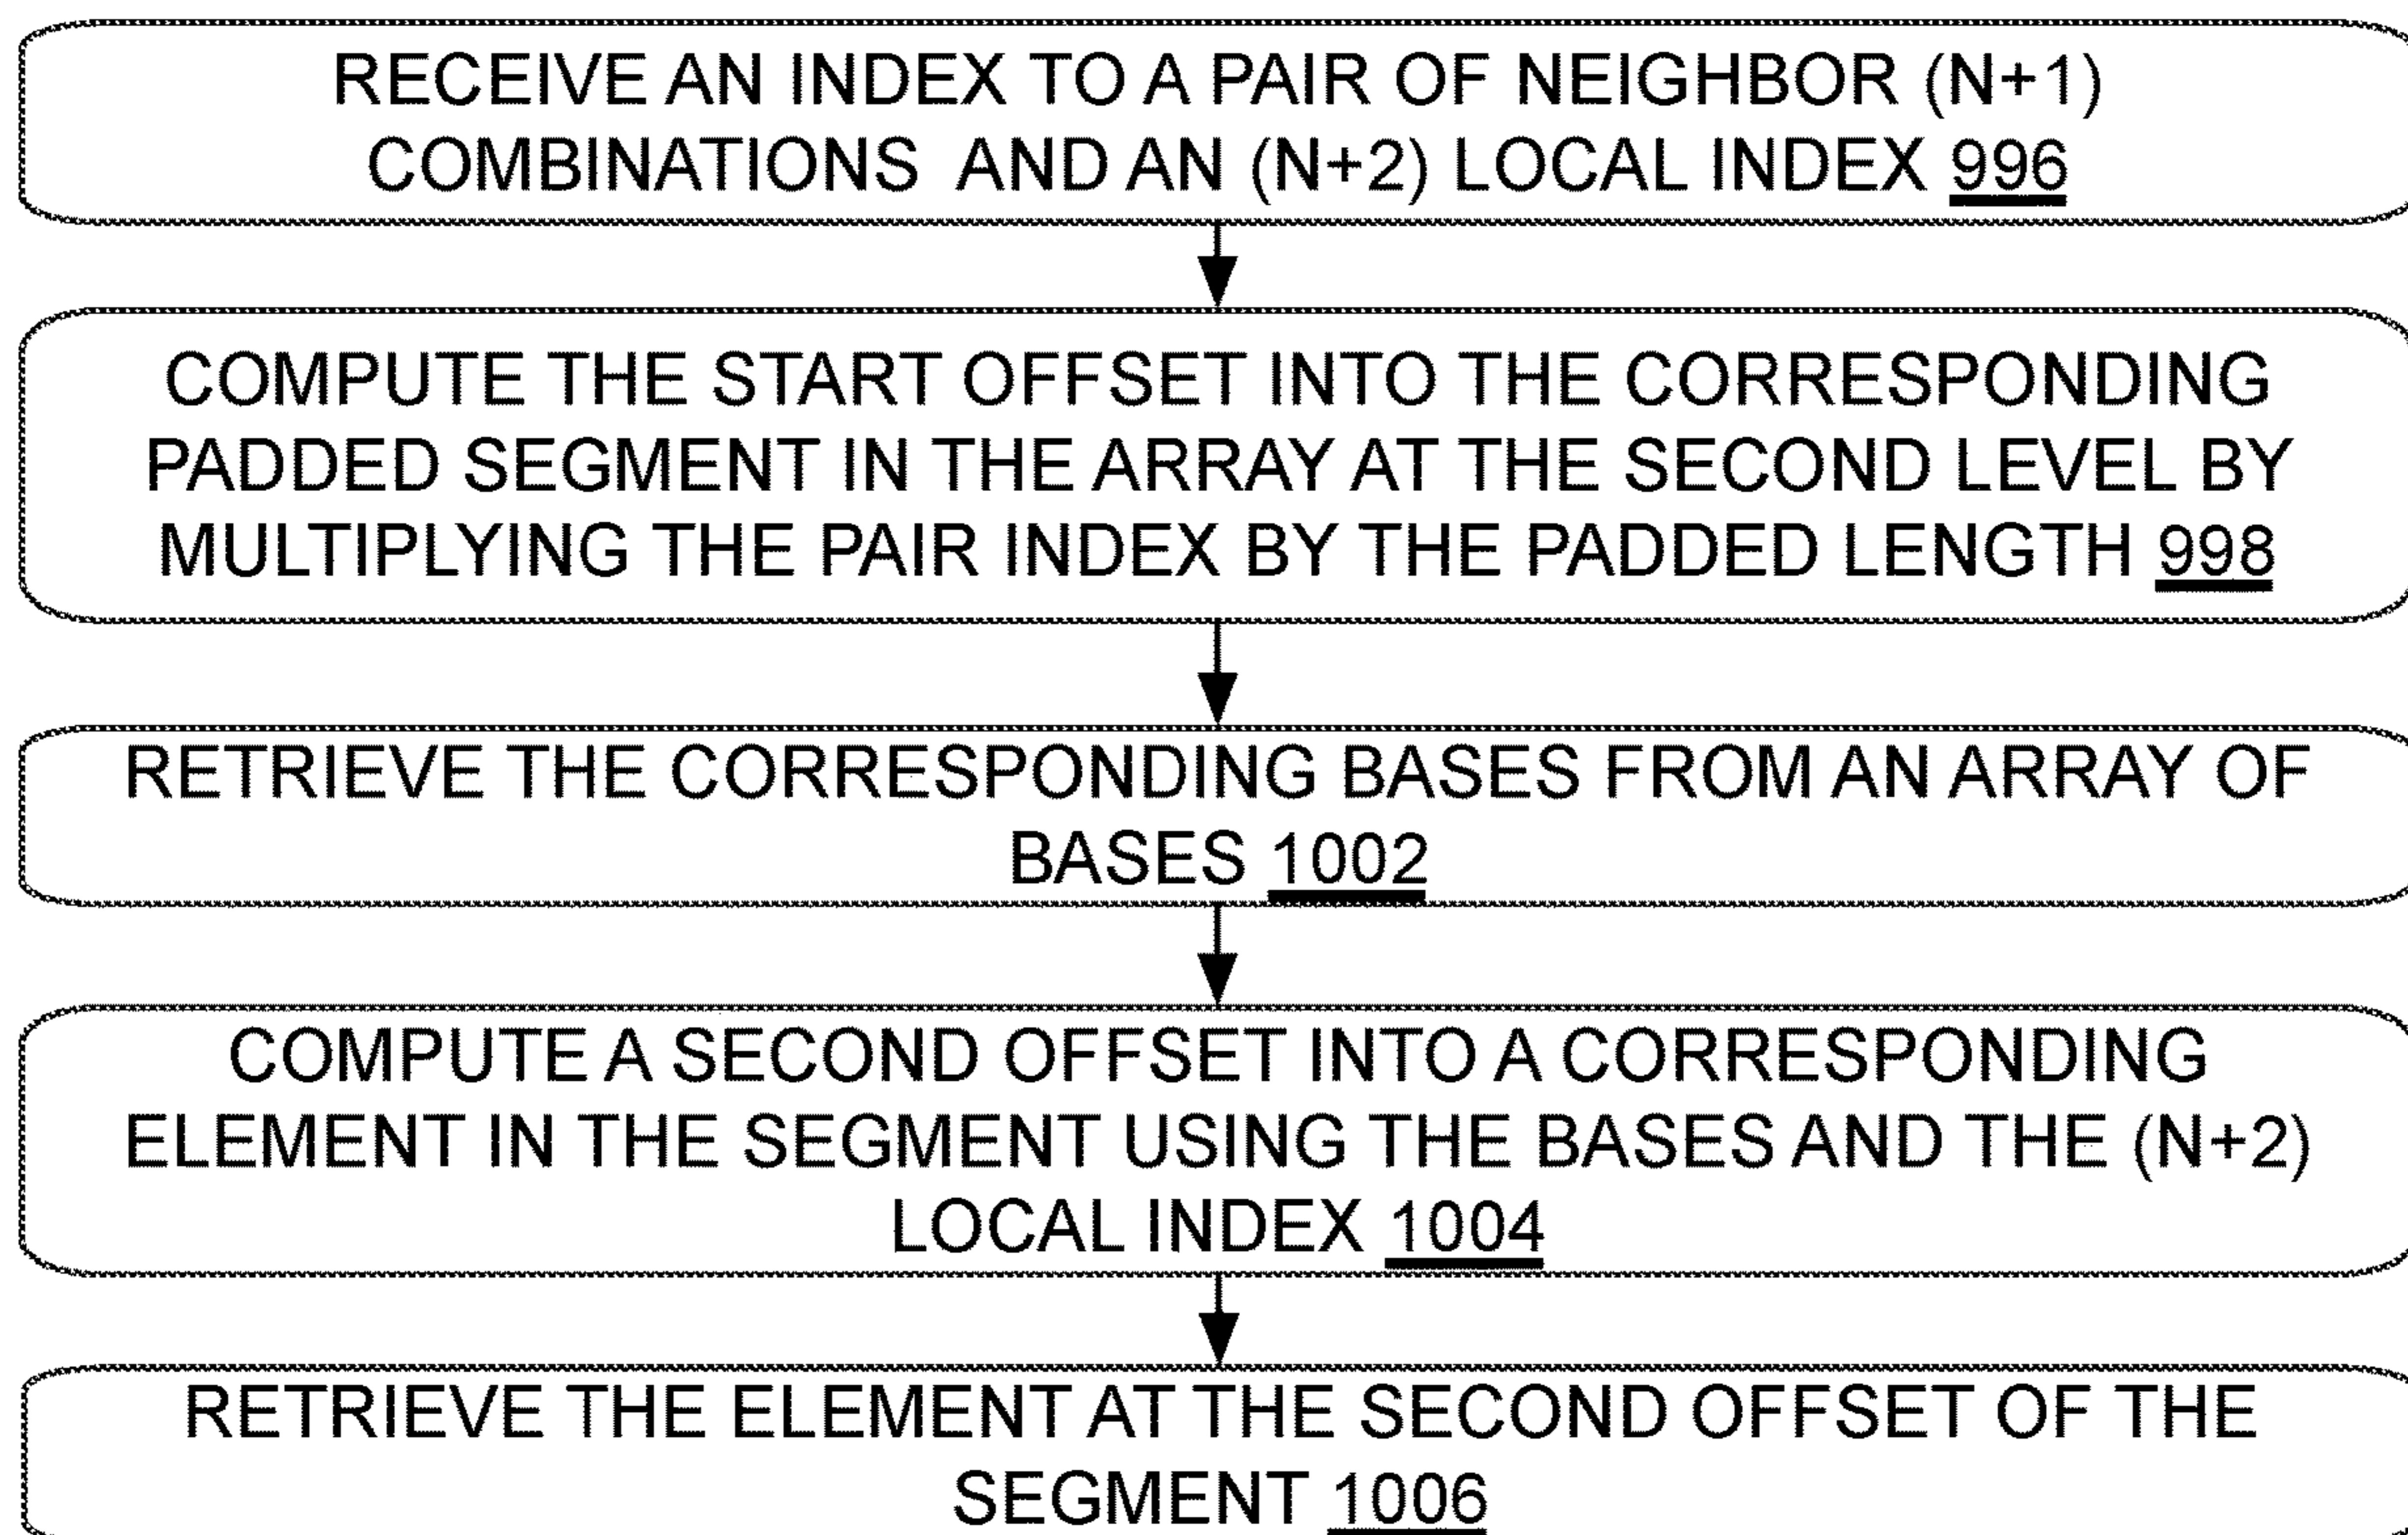 RECEIVE AN INDEX TO A PAIR OF NEIGHBOR (N+1)
COMBINATIONS AND AN (N+2) LOCAL INDEX 996
COMPUTE THE START OFFSET INTO THE CORRESPONDING
PADDED SEGMENT IN THE ARRAY AT THE SECOND LEVEL BY
MULTIPLYING THE PAIR INDEX BY THE PADDED LENGTH 998
RETRIEVE THE CORRESPONDING BASES FROM AN ARRAY OF
BASES 1002
COMPUTE A SECOND OFFSET INTO A CORRESPONDING
ELEMENT IN THE SEGMENT USING THE BASES AND THE (N+2)
LOCAL INDEX 1004
RETRIEVE THE ELEMENT AT THE SECOND OFFSET OF THE
SEGMENT 1006